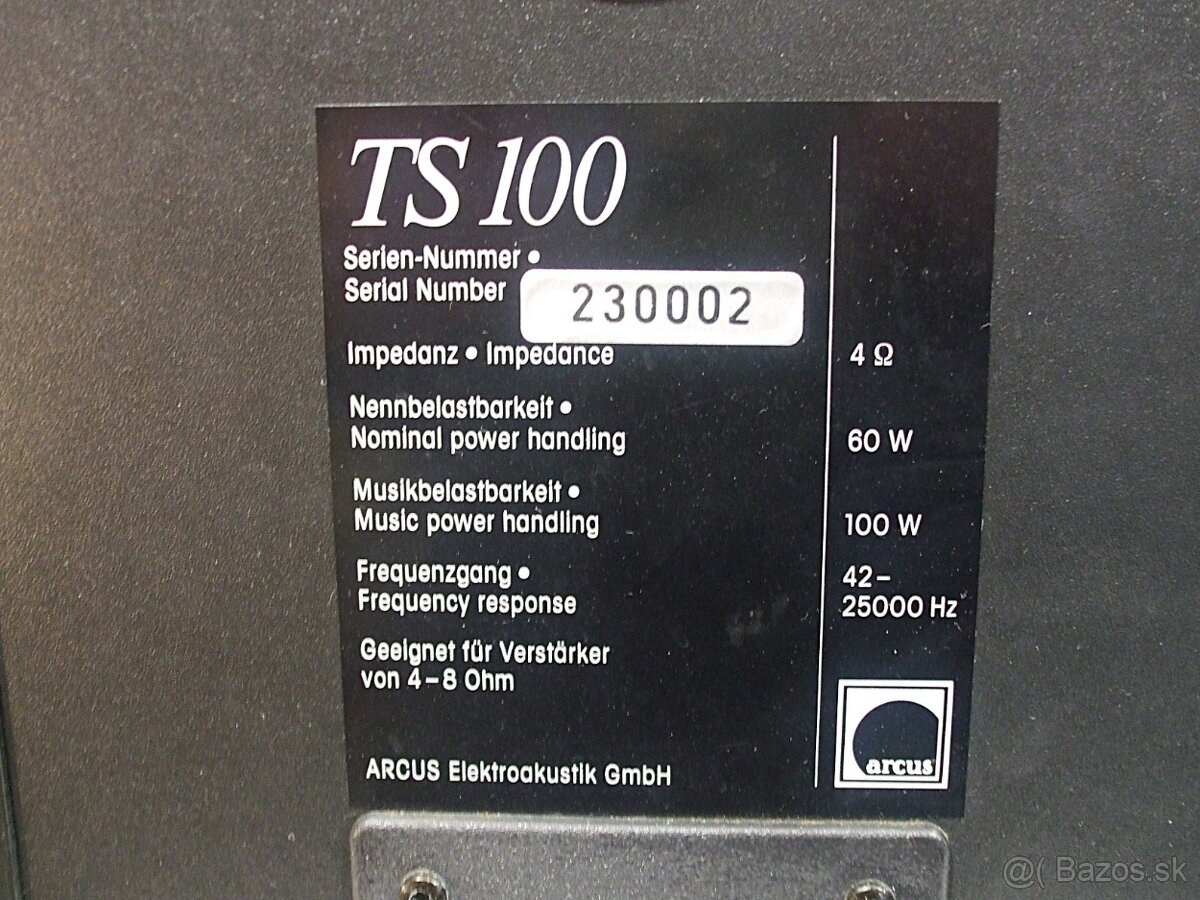 TS 100
Serien-Nummer •
Serial Number 230002
Impedanz • Impedance 4 Ω
Nennbelastbarkeit •
Nominal power handling 60 W
Musikbelastbarkeit •
Music power handling 100 W
Frequenzgang • 42–
Frequency response 25000 Hz
Geeignet für Verstärker
von 4–8 Ohm
ARCUS Elektroakustik GmbH
arcus
@( Bazos.sk